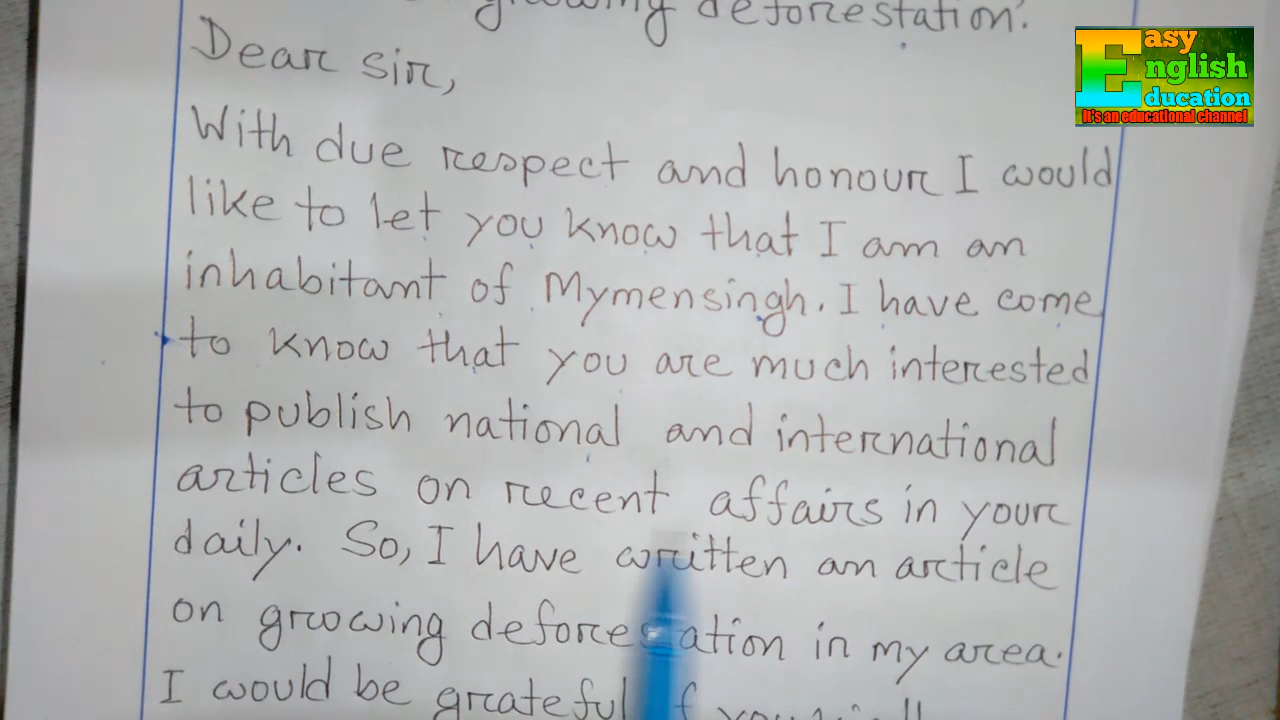 growing deforestation.
Dear sir,
With due respect and honour I would
like to let you know that I am an
inhabitant of Mymensingh. I have come
to know that you are much interested
to publish national and international
articles on recent affairs in your
daily. So, I have written an article
on growing deforestation in my area.
I would be grateful if you
Easy
English
Education
It's an educational channel